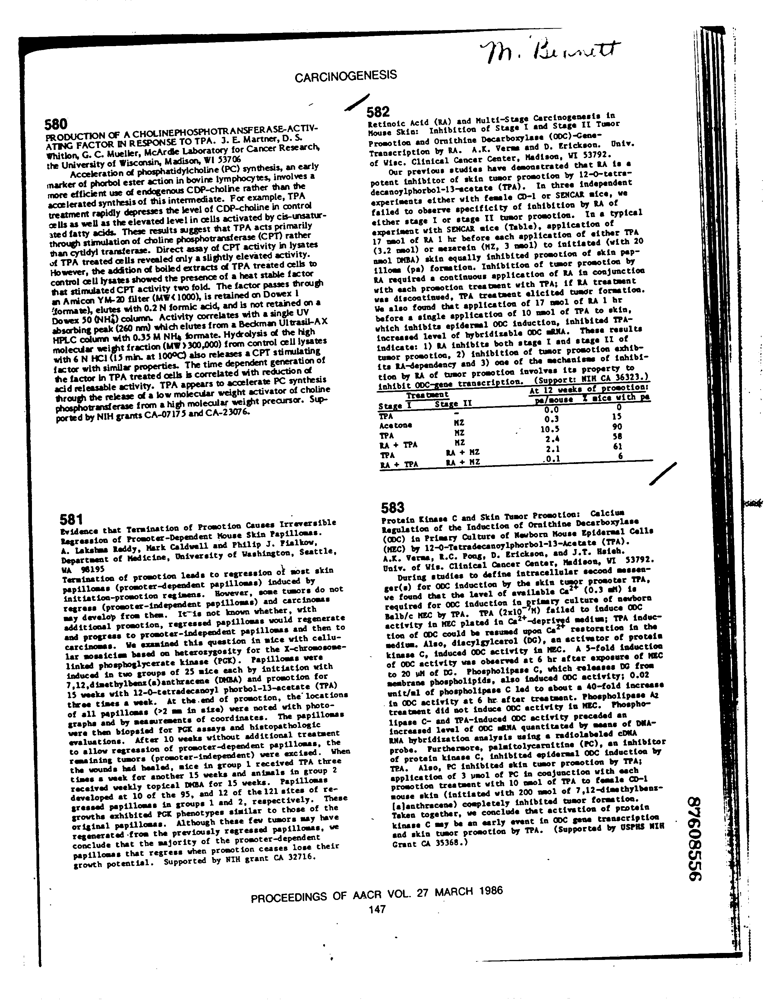 M. Bennett
CARCINOGENESIS
580
PRODUCTION OF A CHOLINEPHOSPHOTRANSFERASE-ACTIV-
ATING FACTOR IN RESPONSE TO TPA. J. E. Martner, D. S.
Whitlon, G. C. Mueller, McArdle Laboratory for Cancer Research,
the University of Wisconsin, Madison, WI 53706
Acceleration of phosphatidylcholine (PC) synthesis, an early
marker of phorbol ester action in bovine lymphocytes, involves a
more efficient use of endogenous CDP-choline rather than the
accelerated synthesis of this intermediate. For example, TPA
treatment rapidly depresses the level of CDP-choline in control
cells as well as the elevated level in cells activated by cis-unsatur-
ated fatty acids. These results suggest that TPA acts primarily
through stimulation of choline phosphotransferase (CPT) rather
than cytidyl transferase. Direct assay of CPT activity in lysates
of TPA treated cells revealed only a slightly elevated activity.
However, the addition of boiled extracts of TPA treated cells to
control cell lysates showed the presence of a heat stable factor
that stimulated CPT activity two fold. The factor passes through
an Amicon YM-20 filter (MW<1000), is retained on Dowex 1
(formate), elutes with 0.2 N formic acid, and is not retained on a
Dowex 50 (NH₄) column. Activity correlates with a single UV
absorbing peak (260 nm) which elutes from a Beckman Ultrasil-AX
HPLC column with 0.35 M NH₄ formate. Hydrolysis of the high
molecular weight fraction (MW>300,000) from control cell lysates
with 6 N HCl (15 min. at 100ºC) also releases a CPT stimulating
factor with similar properties. The time dependent generation of
the factor in TPA treated cells is correlated with reduction of
acid releasable activity. TPA appears to accelerate PC synthesis
through the release of a low molecular weight activator of choline
phosphotransferase from a high molecular weight precursor. Sup-
ported by NIH grants CA-07175 and CA-23076.
581
Evidence that Termination of Promotion Causes Irreversible
Regression of Promoter-Dependent Mouse Skin Papillomas.
A. Lakshma Reddy, Mark Caldwell and Philip J. Fialkow,
Department of Medicine, University of Washington, Seattle,
WA 98195
Termination of promotion leads to regression of most skin
papillomas (promoter-dependent papillomas) induced by
initiation-promotion regimens. However, some tumors do not
regress (promoter-independent papillomas) and carcinomas
may develop from them. It is not known whether, with
additional promotion, regressed papillomas would regenerate
and progress to promoter-independent papillomas and then to
carcinomas. We examined this question in mice with cellu-
lar mosaicism based on heterozygosity for the X-chromosome-
linked phosphoglycerate kinase (PGK). Papillomas were
induced in two groups of 25 mice each by initiation with
7,12,dimethylbenz(a)anthracene (DMBA) and promotion for
15 weeks with 12-O-tetradecanoyl phorbol-13-acetate (TPA)
three times a week. At the end of promotion, the locations
of all papillomas (>2 mm in size) were noted with photo-
graphs and by measurements of coordinates. The papillomas
were then biopsied for PGK assays and histopathologic
evaluations. After 10 weeks without additional treatment
to allow regression of promoter-dependent papillomas, the
remaining tumors (promoter-independent) were excised. When
the wounds had healed, mice in group 1 received TPA three
times a week for another 15 weeks and animals in group 2
received weekly topical DMBA for 15 weeks. Papillomas
developed at 10 of the 95, and 12 of the 121 sites of re-
gressed papillomas in groups 1 and 2, respectively. These
growths exhibited PGK phenotypes similar to those of the
original papillomas. Although these few tumors may have
regenerated from the previously regressed papillomas, we
conclude that the majority of the promoter-dependent
papillomas that regress when promotion ceases lose their
growth potential. Supported by NIH grant CA 32716.
582
Retinoic Acid (RA) and Multi-Stage Carcinogenesis in
Mouse Skin: Inhibition of Stage I and Stage II Tumor
Promotion and Ornithine Decarboxylase (ODC)-Gene-
Transcription by RA. A.K. Verma and D. Erickson. Univ.
of Wisc. Clinical Cancer Center, Madison, WI 53792.
Our previous studies have demonstrated that RA is a
potent inhibitor of skin tumor promotion by 12-O-tetra-
decanoylphorbol-13-acetate (TPA). In three independent
experiments either with female CD-1 or SENCAR mice, we
failed to observe specificity of inhibition by RA of
either stage I or stage II tumor promotion. In a typical
experiment with SENCAR mice (Table), application of
17 nmol of RA 1 hr before each application of either TPA
(3.2 nmol) or mezerein (MZ, 3 nmol) to initiated (with 20
nmol DMBA) skin equally inhibited promotion of skin pap-
illoma (pa) formation. Inhibition of tumor promotion by
RA required a continuous application of RA in conjunction
with each promotion treatment with TPA; if RA treatment
was discontinued, TPA treatment elicited tumor formation.
We also found that application of 17 nmol of RA 1 hr
before a single application of 10 nmol of TPA to skin,
which inhibits epidermal ODC induction, inhibited TPA-
increased level of hybridizable ODC mRNA. These results
indicate: 1) RA inhibits both stage I and stage II of
tumor promotion, 2) inhibition of tumor promotion exhib-
its RA-dependency and 3) one of the mechanisms of inhibi-
tion by RA of tumor promotion involves its property to
inhibit ODC-gene transcription. (Support: NIH CA 36323.)
Treatment At 12 weeks of promotion:
Stage I Stage II pa/mouse % mice with pa
TPA - 0.0 0
Acetone MZ 0.3 15
TPA MZ 10.5 90
RA + TPA MZ 2.4 58
TPA RA + MZ 2.1 61
RA + TPA RA + MZ 0.1 6
583
Protein Kinase C and Skin Tumor Promotion: Calcium
Regulation of the Induction of Ornithine Decarboxylase
(ODC) in Primary Culture of Newborn Mouse Epidermal Cells
(MEC) by 12-O-Tetradecanoylphorbol-13-Acetate (TPA).
A.K. Verma, R.C. Pong, D. Erickson, and J.T. Hsieh.
Univ. of Wis. Clinical Cancer Center, Madison, WI 53792.
During studies to define intracellular second messen-
ger(s) for ODC induction by the skin tumor promoter TPA,
we found that the level of available Ca²⁺ (0.3 mM) is
required for ODC induction in primary culture of newborn
Balb/c MEC by TPA. TPA (2x10⁻⁷M) failed to induce ODC
activity in MEC plated in Ca²⁺-deprived medium; TPA induc-
tion of ODC could be resumed upon Ca²⁺ restoration in the
medium. Also, diacylglycerol (DG), an activator of protein
kinase C, induced ODC activity in MEC. A 5-fold induction
of ODC activity was observed at 6 hr after exposure of MEC
to 20 uM of DG. Phospholipase C, which releases DG from
membrane phospholipids, also induced ODC activity; 0.02
unit/ml of phospholipase C led to about a 40-fold increase
in ODC activity at 6 hr after treatment. Phospholipase A₂
treatment did not induce ODC activity in MEC. Phospho-
lipase C- and TPA-induced ODC activity preceded an
increased level of ODC mRNA quantitated by means of DNA-
RNA hybridization analysis using a radiolabeled cDNA
probe. Furthermore, palmitoylcarnitine (PC), an inhibitor
of protein kinase C, inhibited epidermal ODC induction by
TPA. Also, PC inhibited skin tumor promotion by TPA;
application of 3 umol of PC in conjunction with each
promotion treatment with 10 nmol of TPA to female CD-1
mouse skin (initiated with 200 nmol of 7,12-dimethylbenz-
[a]anthracene) completely inhibited tumor formation.
Taken together, we conclude that activation of protein
kinase C may be an early event in ODC gene transcription
and skin tumor promotion by TPA. (Supported by USPHS NIH
Grant CA 35368.)
87608556
PROCEEDINGS OF AACR VOL. 27 MARCH 1986
147